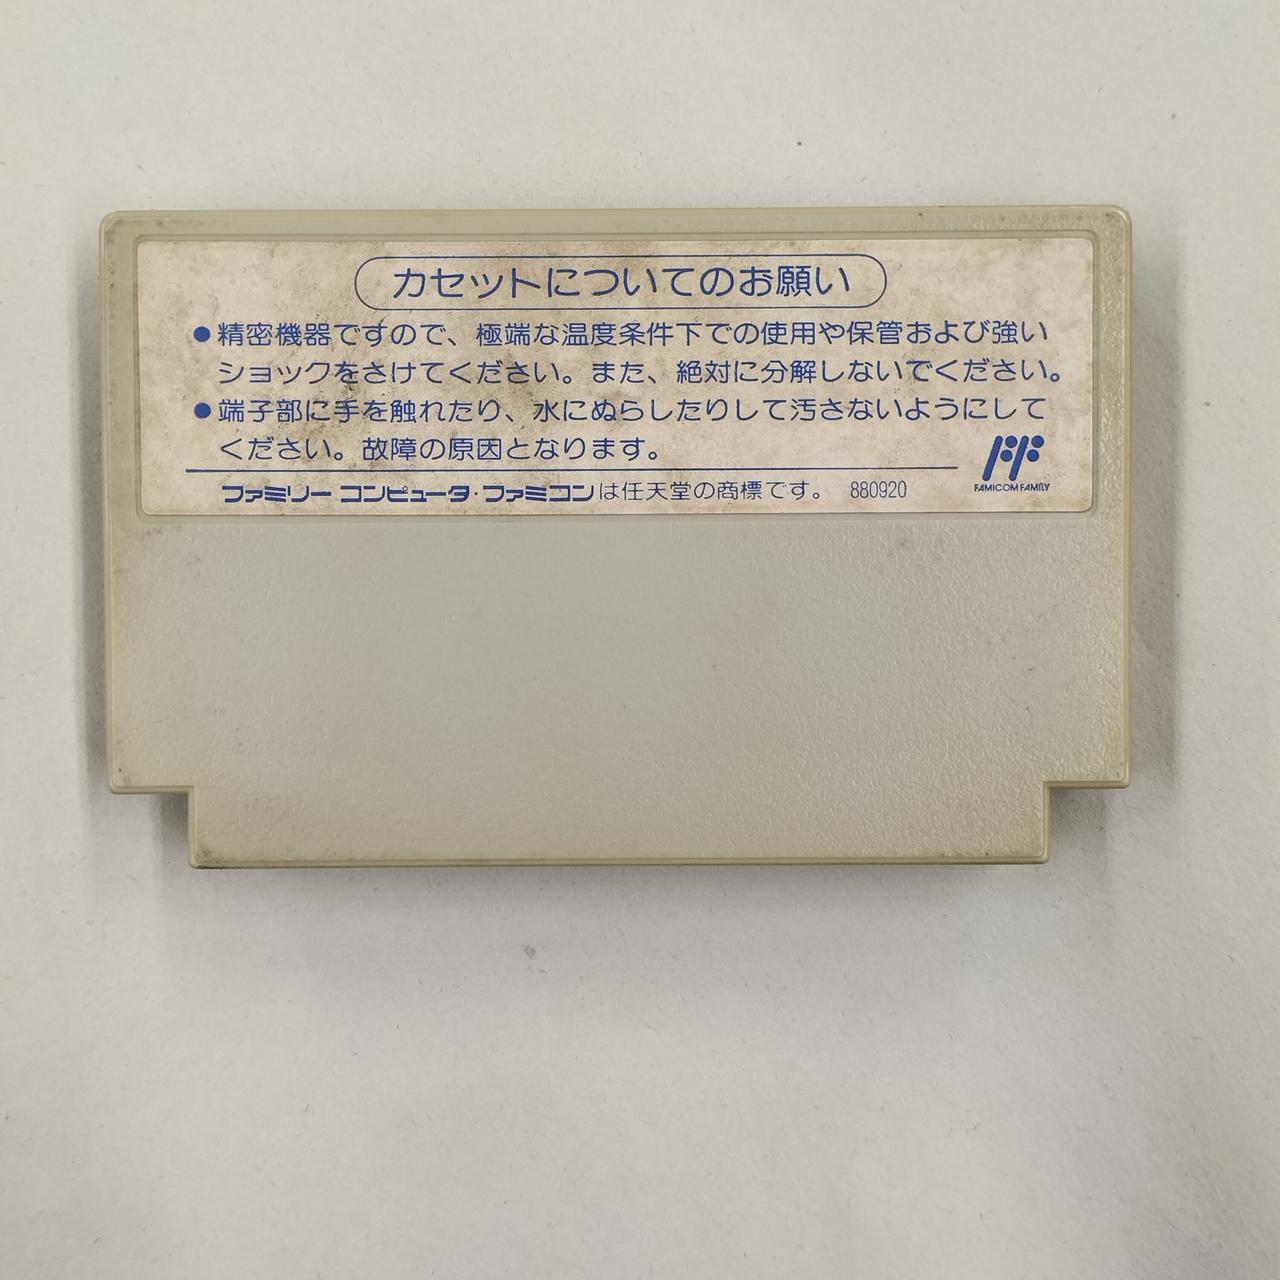 カセットについてのお願い
●精密機器ですので、極端な温度条件下での使用や保管および強い
ショックをさけてください。また、絶対に分解しないでください。
●端子部に手を触れたり、水にぬらしたりして汚さないようにして
ください。故障の原因となります。
ファミリー コンピュータ・ファミコンは任天堂の商標です。 880920
FAMICOM FAMILY